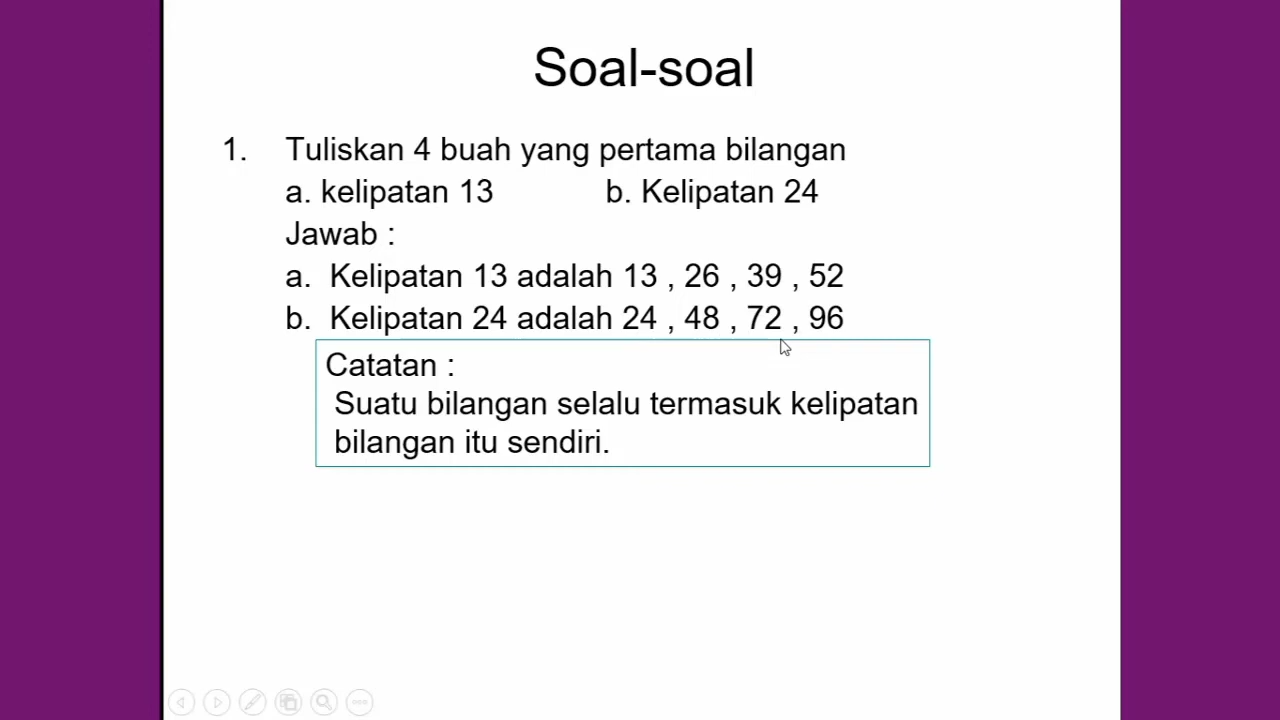 Soal-soal
1. Tuliskan 4 buah yang pertama bilangan
a. kelipatan 13 b. Kelipatan 24
Jawab :
a. Kelipatan 13 adalah 13 , 26 , 39 , 52
b. Kelipatan 24 adalah 24 , 48 , 72 , 96
Catatan :
Suatu bilangan selalu termasuk kelipatan
bilangan itu sendiri.